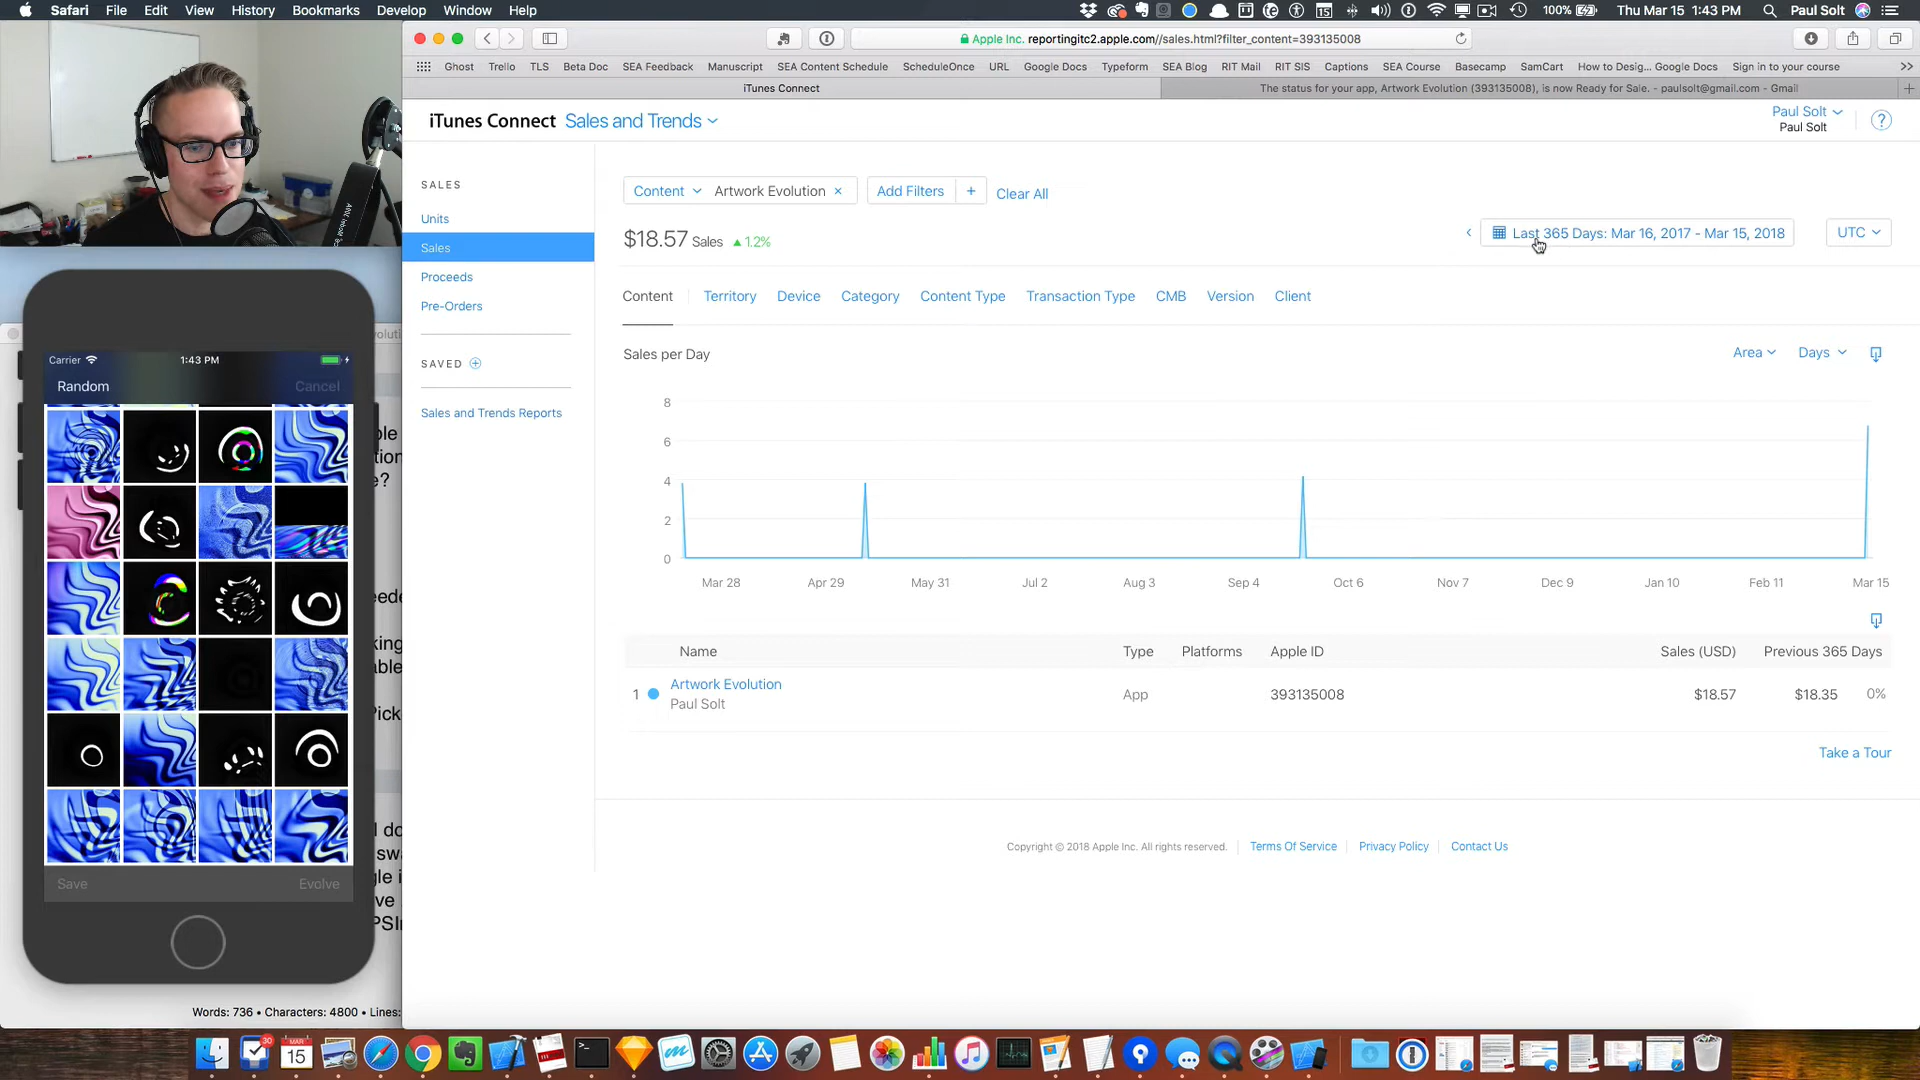 Safari File Edit View History Bookmarks Develop Window Help
100% Thu Mar 15 1:43 PM Paul Solt
Apple Inc. reportingitc2.apple.com//sales.html?filter_content=393135008
Ghost Trello TLS Beta Doc SEA Feedback Manuscript SEA Content Schedule ScheduleOnce URL Google Docs Typeform SEA Blog RIT Mail RIT SIS Captions SEA Course Basecamp SamCart How to Desig... Google Docs Sign in to your course
iTunes Connect
The status for your app, Artwork Evolution (393135008), is now Ready for Sale. - paulsolt@gmail.com - Gmail
iTunes Connect Sales and Trends
Paul Solt
Paul Solt
?
SALES
Units
Sales
Proceeds
Pre-Orders
SAVED
Sales and Trends Reports
Content Artwork Evolution × Add Filters + Clear All
$18.57 Sales ▲ 1.2%
Last 365 Days: Mar 16, 2017 - Mar 15, 2018
UTC
Content Territory Device Category Content Type Transaction Type CMB Version Client
Sales per Day
Area Days
8
6
4
2
0
Mar 28 Apr 29 May 31 Jul 2 Aug 3 Sep 4 Oct 6 Nov 7 Dec 9 Jan 10 Feb 11 Mar 15
Name Type Platforms Apple ID Sales (USD) Previous 365 Days
1 Artwork Evolution App 393135008 $18.57 $18.35 0%
Paul Solt
Take a Tour
Copyright © 2018 Apple Inc. All rights reserved. Terms Of Service Privacy Policy Contact Us
Carrier 1:43 PM
Random Cancel
Save Evolve
Words: 736 • Characters: 4800 • Lines:
30
MAR
15